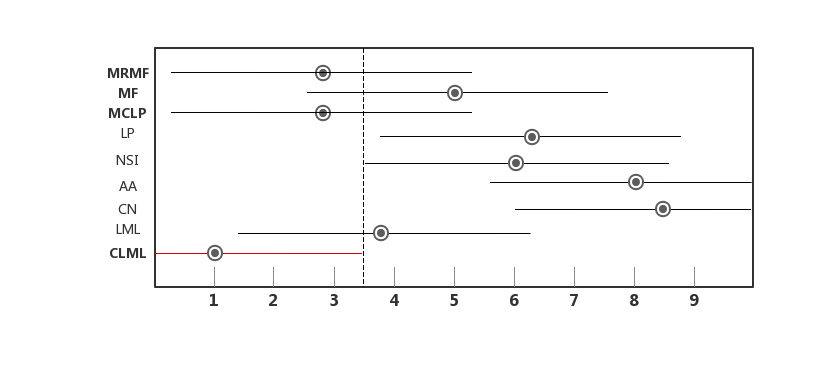 MRMF
MF
MCLP
LP
NSI
AA
CN
LML
CLML
1 2 3 4 5 6 7 8 9